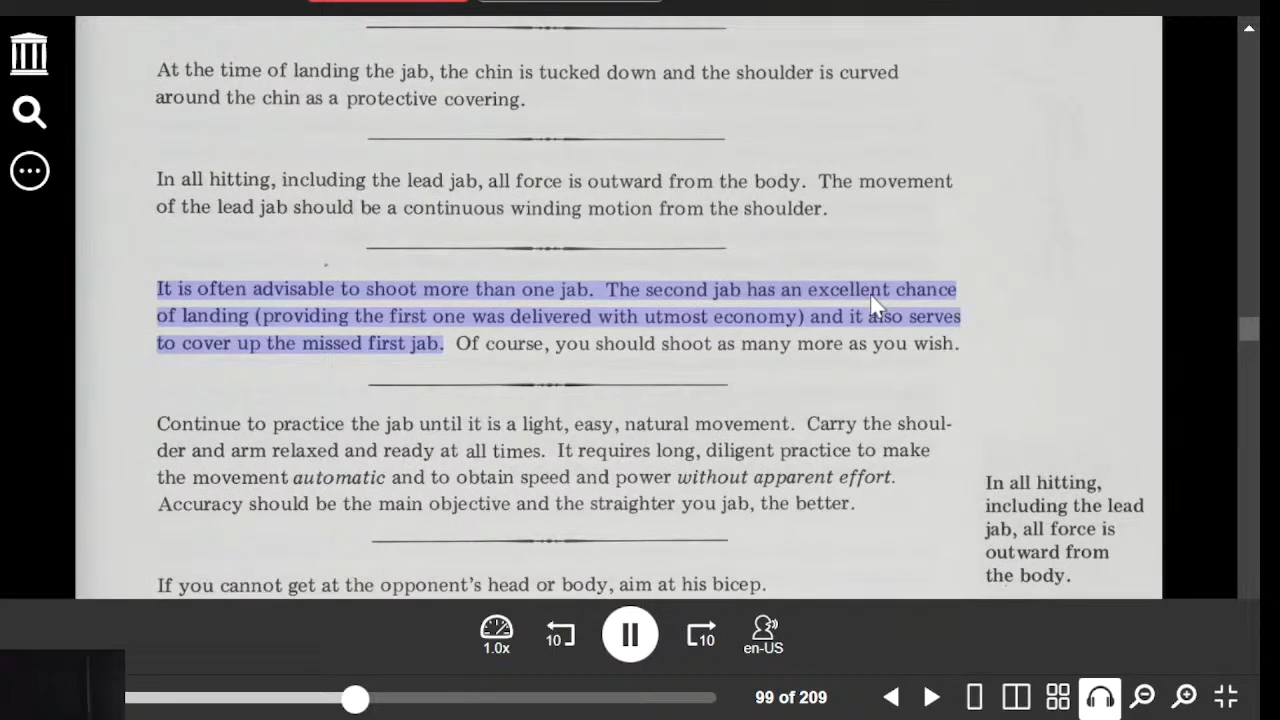 At the time of landing the jab, the chin is tucked down and the shoulder is curved
around the chin as a protective covering.
In all hitting, including the lead jab, all force is outward from the body. The movement
of the lead jab should be a continuous winding motion from the shoulder.
It is often advisable to shoot more than one jab. The second jab has an excellent chance
of landing (providing the first one was delivered with utmost economy) and it also serves
to cover up the missed first jab. Of course, you should shoot as many more as you wish.
Continue to practice the jab until it is a light, easy, natural movement. Carry the shoul-
der and arm relaxed and ready at all times. It requires long, diligent practice to make
the movement automatic and to obtain speed and power without apparent effort.
Accuracy should be the main objective and the straighter you jab, the better.
If you cannot get at the opponent's head or body, aim at his bicep.
In all hitting,
including the lead
jab, all force is
outward from
the body.
1.0x
10
10
en-US
99 of 209